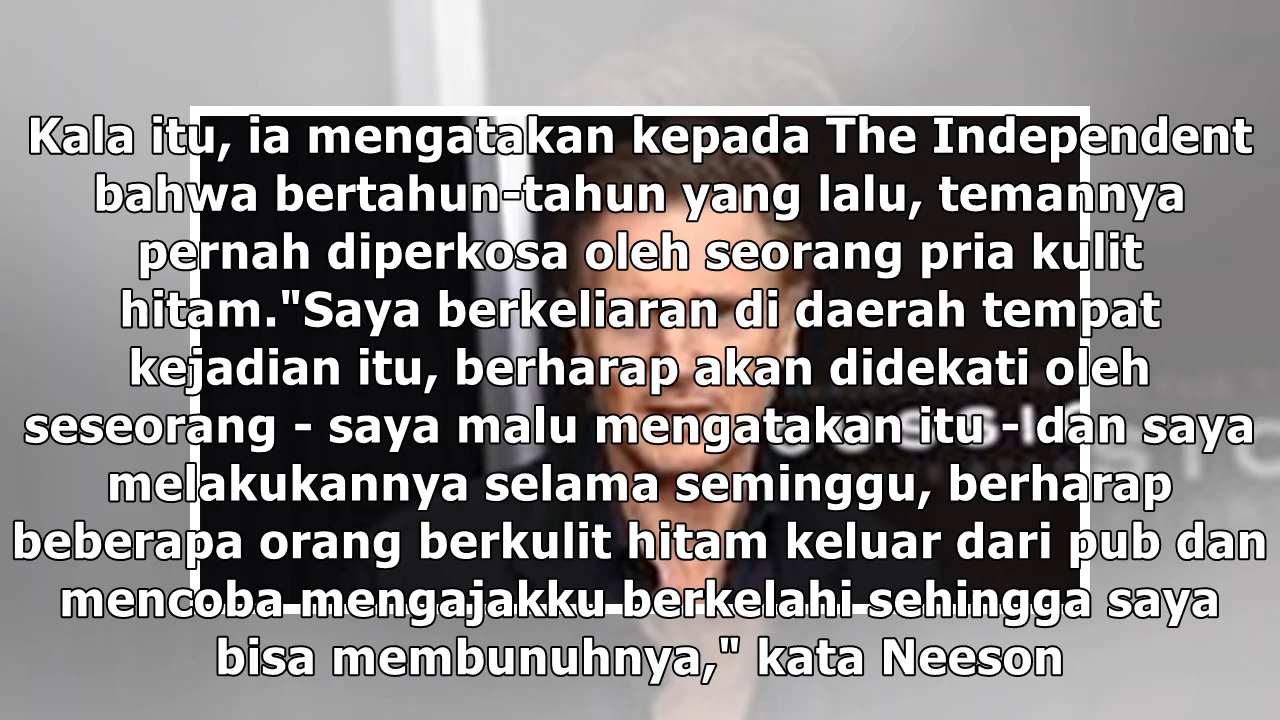 Kala itu, ia mengatakan kepada The Independent
bahwa bertahun-tahun yang lalu, temannya
pernah diperkosa oleh seorang pria kulit
hitam."Saya berkeliaran di daerah tempat
kejadian itu, berharap akan didekati oleh
seseorang - saya malu mengatakan itu - dan saya
melakukannya selama seminggu, berharap
beberapa orang berkulit hitam keluar dari pub dan
mencoba mengajakku berkelahi sehingga saya
bisa membunuhnya," kata Neeson